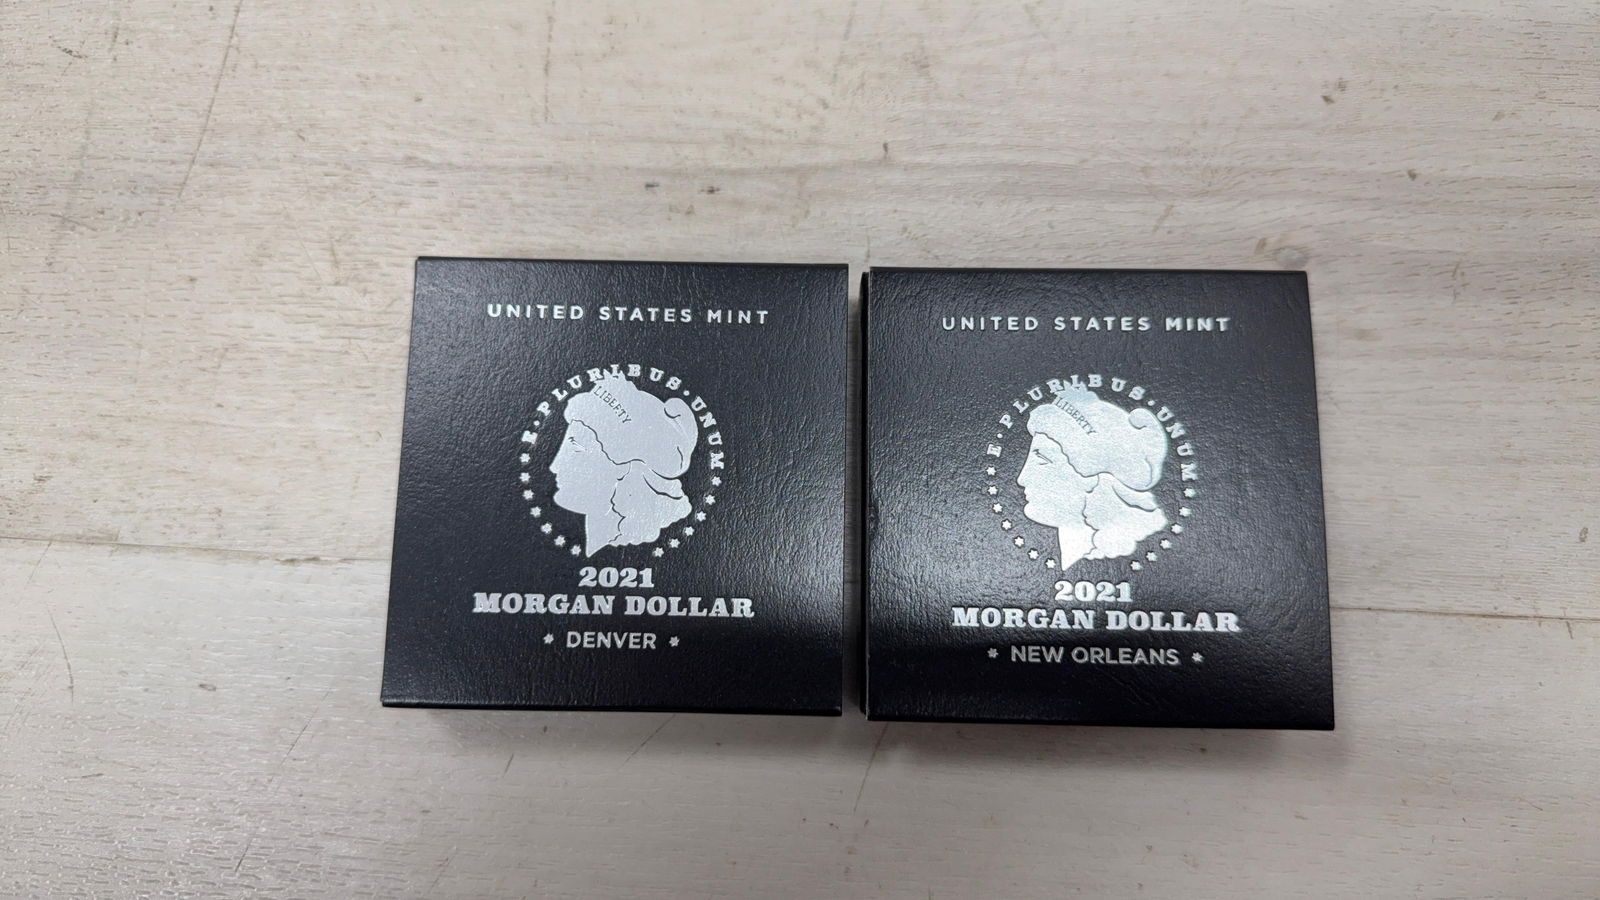 UNITED STATES MINT
E·PLURIBUS·UNUM
LIBERTY
2021
MORGAN DOLLAR
* DENVER *
UNITED STATES MINT
E·PLURIBUS·UNUM
LIBERTY
2021
MORGAN DOLLAR
* NEW ORLEANS *